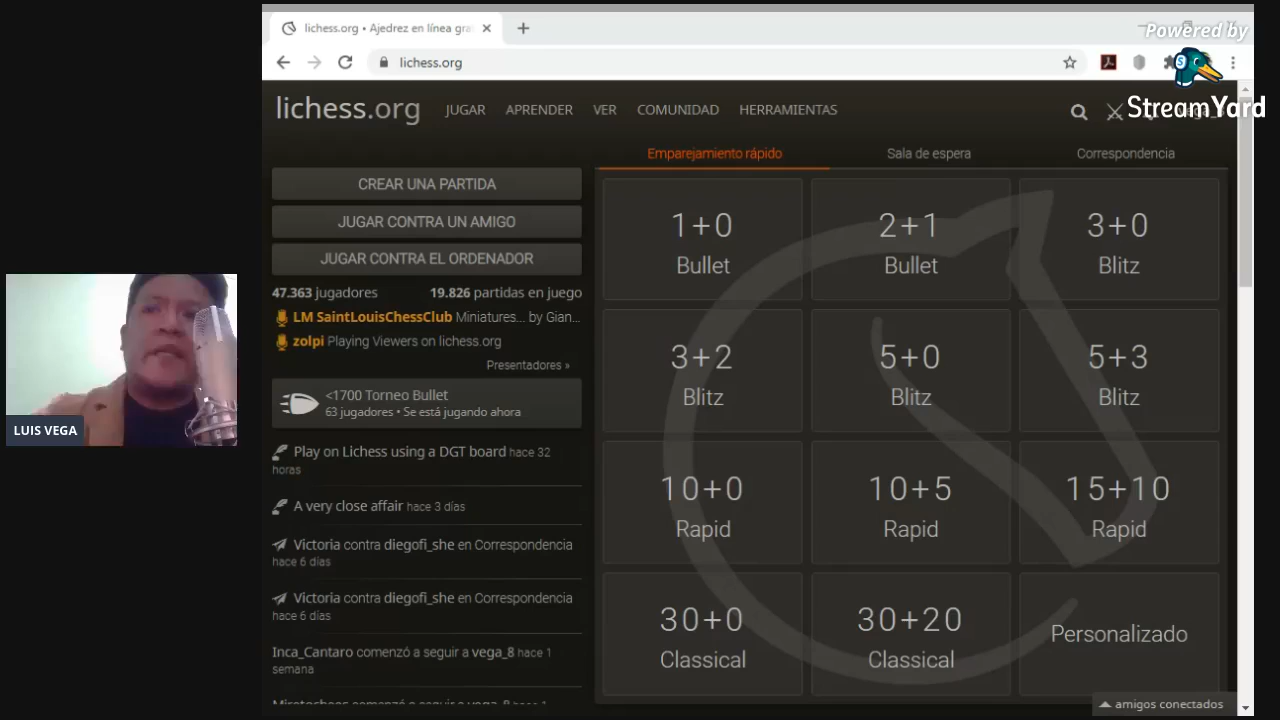 lichess.org • Ajedrez en línea gra
Powered by
lichess.org
StreamYard
lichess.org
JUGAR
APRENDER
VER
COMUNIDAD
HERRAMIENTAS
Emparejamiento rápido
Sala de espera
Correspondencia
CREAR UNA PARTIDA
JUGAR CONTRA UN AMIGO
JUGAR CONTRA EL ORDENADOR
47.363 jugadores
19.826 partidas en juego
LM SaintLouisChessClub Miniatures... by Gian...
zolpi Playing Viewers on lichess.org
Presentadores »
<1700 Torneo Bullet
63 jugadores • Se está jugando ahora
Play on Lichess using a DGT board hace 32
horas
A very close affair hace 3 días
Victoria contra diegofi_she en Correspondencia
hace 6 días
Victoria contra diegofi_she en Correspondencia
hace 6 días
Inca_Cantaro comenzó a seguir a vega_8 hace 1
semana
1+0
Bullet
2+1
Bullet
3+0
Blitz
3+2
Blitz
5+0
Blitz
5+3
Blitz
10+0
Rapid
10+5
Rapid
15+10
Rapid
30+0
Classical
30+20
Classical
Personalizado
amigos conectados
LUIS VEGA